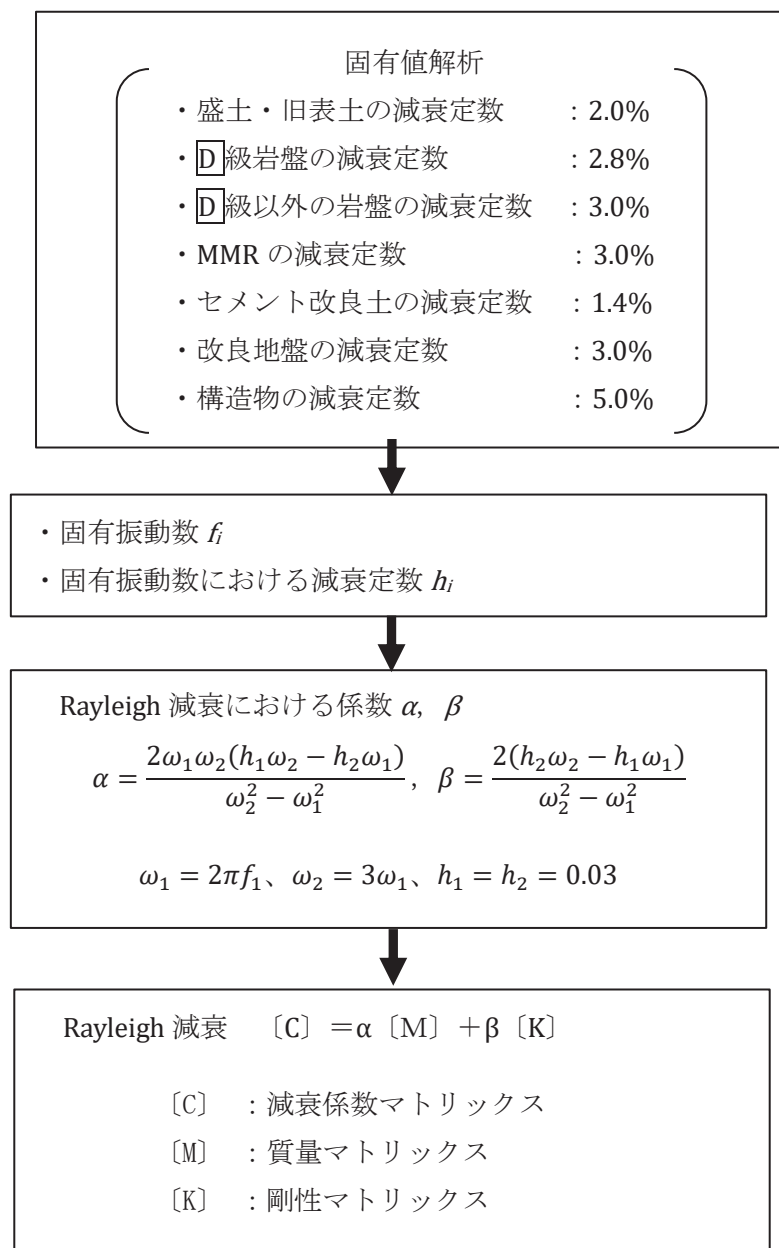 固有値解析
・盛土・旧表土の減衰定数 : 2.0%
・D級岩盤の減衰定数 : 2.8%
・D級以外の岩盤の減衰定数 : 3.0%
・MMR の減衰定数 : 3.0%
・セメント改良土の減衰定数 : 1.4%
・改良地盤の減衰定数 : 3.0%
・構造物の減衰定数 : 5.0%
・固有振動数 fᵢ
・固有振動数における減衰定数 hᵢ
Rayleigh 減衰における係数 α, β
α = 2ω₁ω₂(h₁ω₂ − h₂ω₁) / ω₂² − ω₁², β = 2(h₂ω₂ − h₁ω₁) / ω₂² − ω₁²
ω₁ = 2πf₁、ω₂ = 3ω₁、h₁ = h₂ = 0.03
Rayleigh 減衰 〔C〕＝α〔M〕＋β〔K〕
〔C〕 : 減衰係数マトリックス
〔M〕 : 質量マトリックス
〔K〕 : 剛性マトリックス